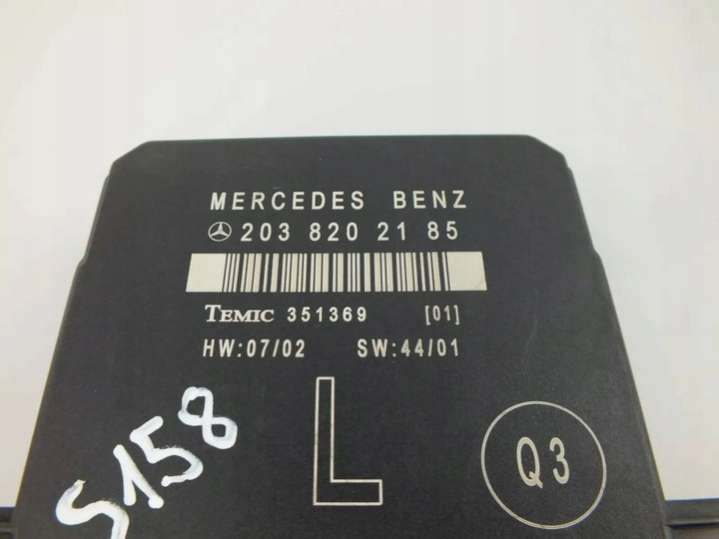 MERCEDES BENZ
203 820 21 85
TEMIC 351369 [01]
HW:07/02 SW:44/01
L
Q3
S158